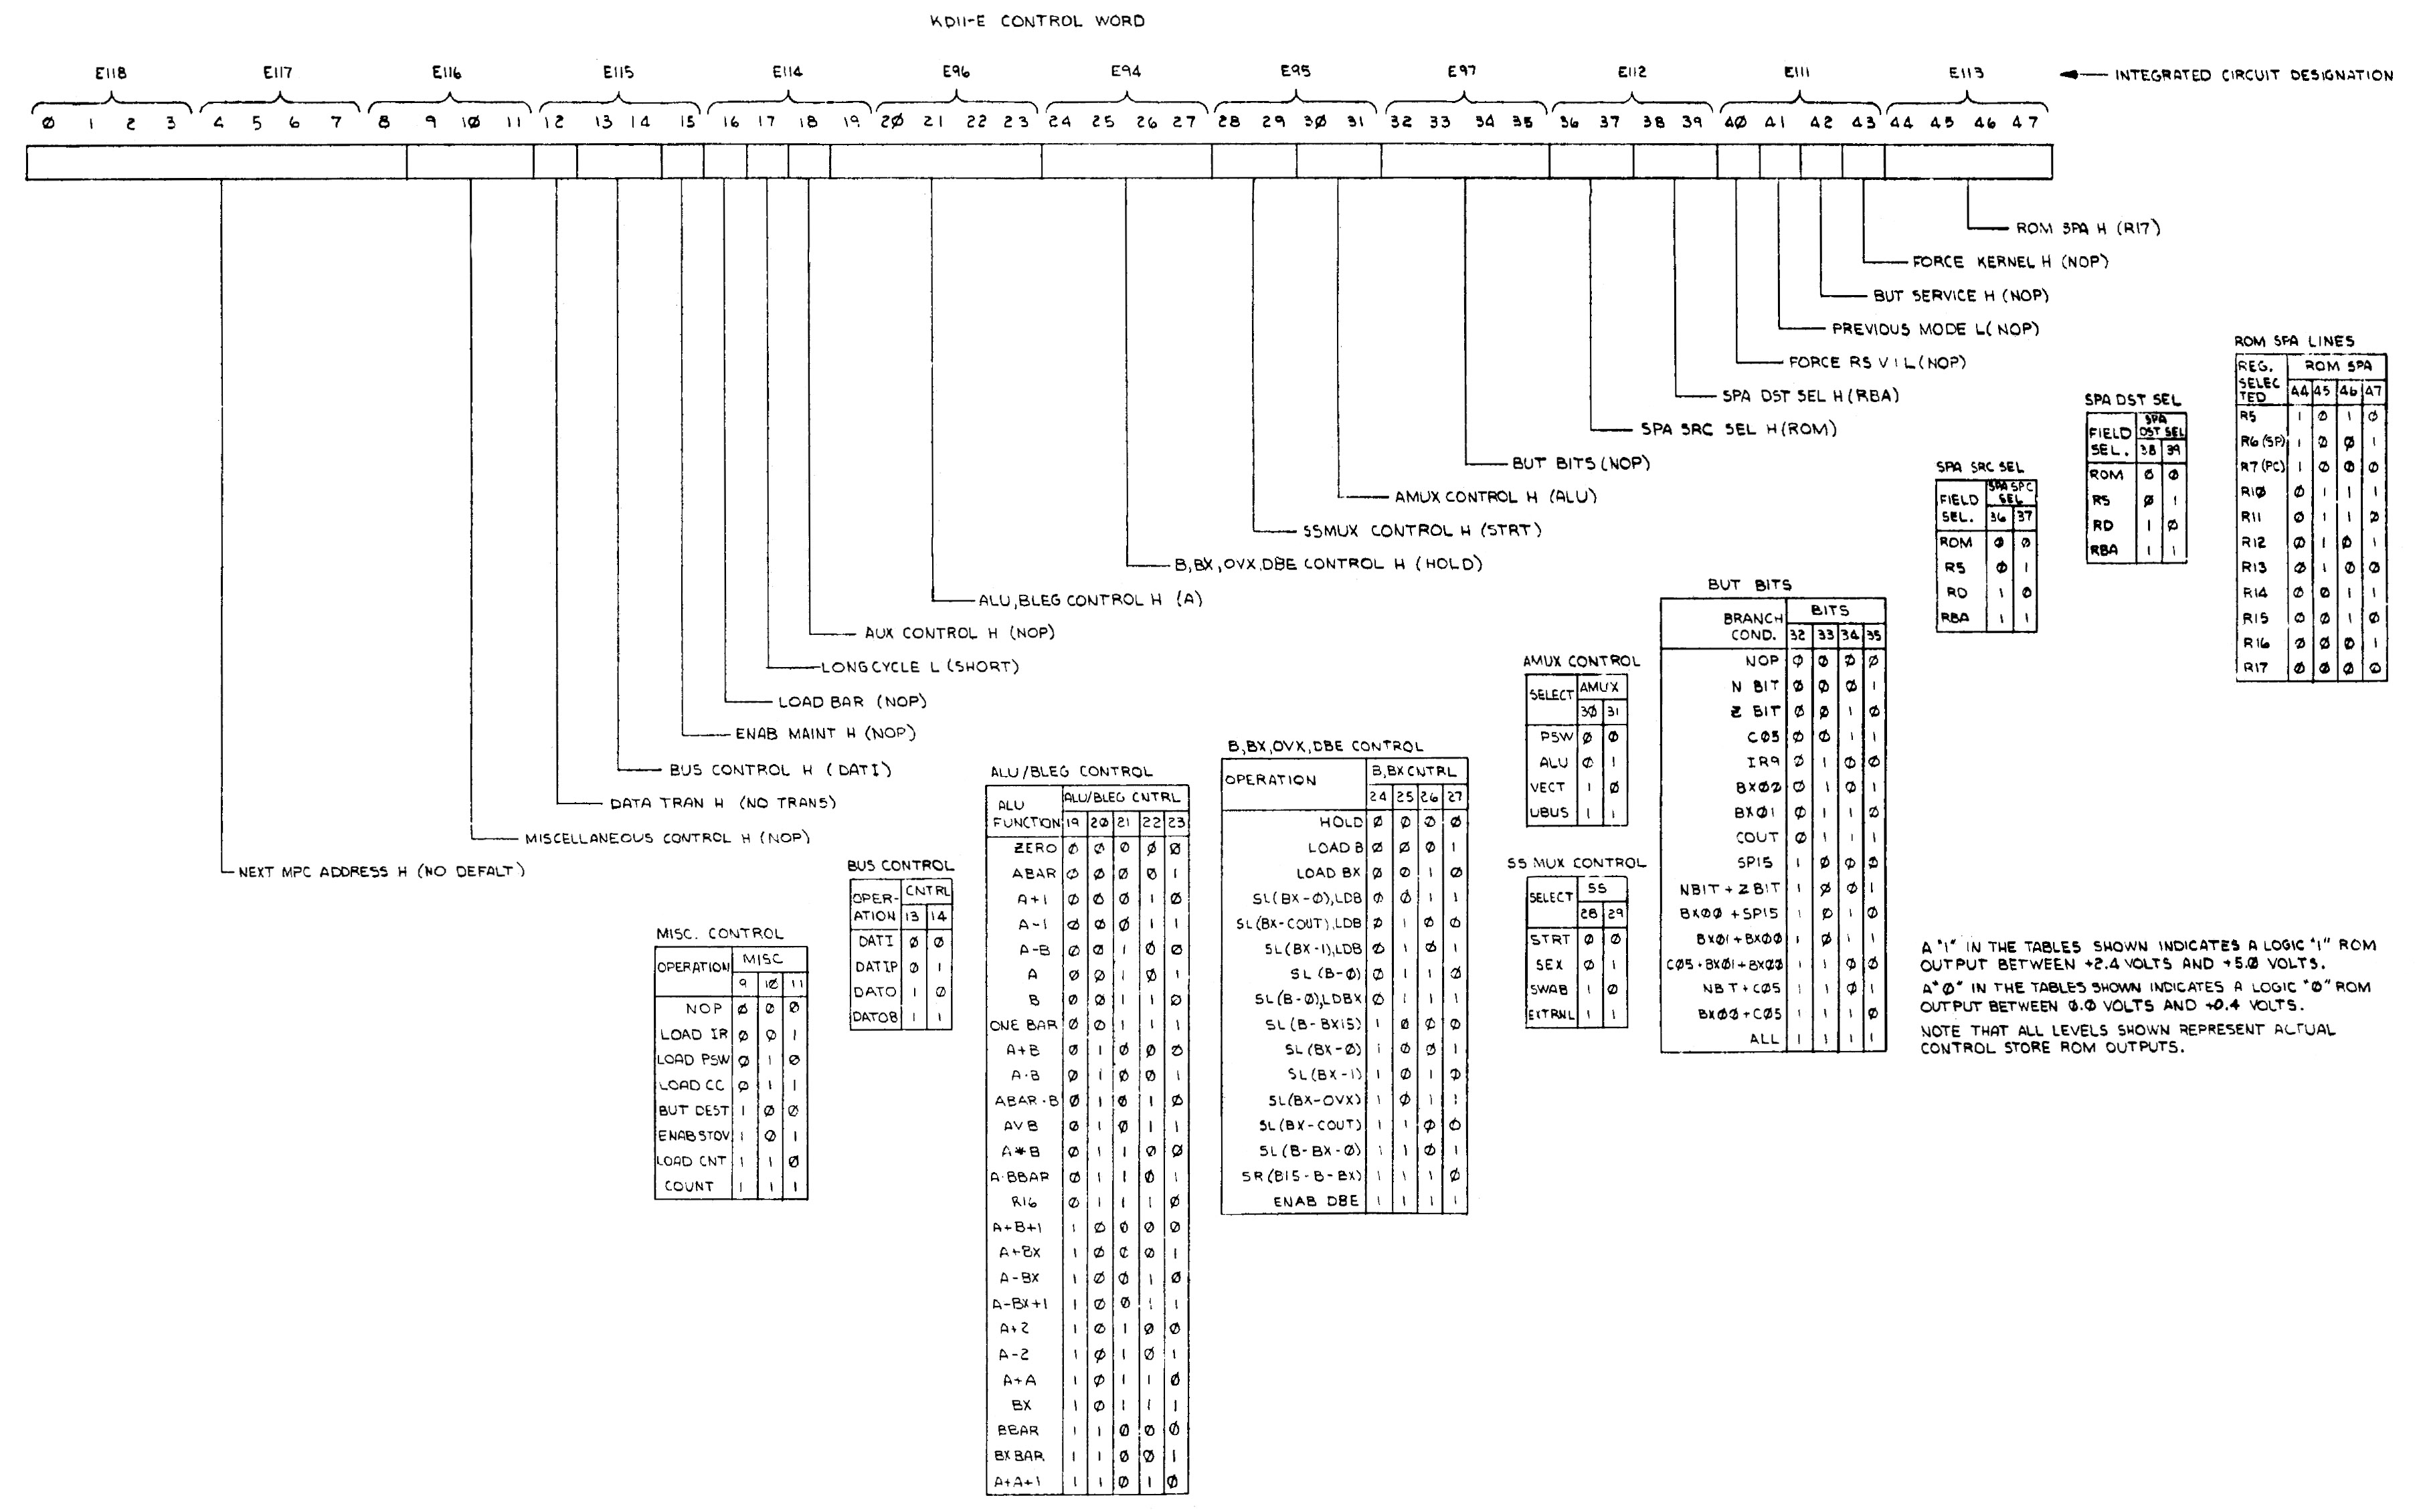 KD11-E CONTROL WORD
E118 E117 E116 E115 E114 E96 E94 E95 E97 E112 E111 E113 INTEGRATED CIRCUIT DESIGNATION
Ø 1 2 3 4 5 6 7 8 9 1Ø 11 12 13 14 15 16 17 18 19 2Ø 21 22 23 24 25 26 27 28 29 3Ø 31 32 33 34 35 36 37 38 39 4Ø 41 42 43 44 45 46 47
ROM SPA H (R17)
FORCE KERNEL H (NOP)
BUT SERVICE H (NOP)
PREVIOUS MODE L (NOP)
FORCE RS V 1 L (NOP)
SPA DST SEL H (RBA)
SPA SRC SEL H (ROM)
BUT BITS (NOP)
AMUX CONTROL H (ALU)
SSMUX CONTROL H (STRT)
B,BX,OVX,DBE CONTROL H (HOLD)
ALU,BLEG CONTROL H (A)
AUX CONTROL H (NOP)
LONG CYCLE L (SHORT)
LOAD BAR (NOP)
ENAB MAINT H (NOP)
BUS CONTROL H (DATI)
DATA TRAN H (NO TRANS)
MISCELLANEOUS CONTROL H (NOP)
NEXT MPC ADDRESS H (NO DEFALT)
MISC. CONTROL
OPERATION MISC
9 1Ø 11
NOP Ø Ø Ø
LOAD IR Ø Ø 1
LOAD PSW Ø 1 Ø
LOAD CC Ø 1 1
BUT DEST 1 Ø Ø
ENAB STOV 1 Ø 1
LOAD CNT 1 1 Ø
COUNT 1 1 1
BUS CONTROL
OPER- CNTRL
ATION 13 14
DATI Ø Ø
DATIP Ø 1
DATO 1 Ø
DATOB 1 1
ALU/BLEG CONTROL
ALU ALU/BLEG CNTRL
FUNCTION 19 2Ø 21 22 23
ZERO Ø Ø Ø Ø Ø
ABAR Ø Ø Ø Ø 1
A+1 Ø Ø Ø 1 Ø
A-1 Ø Ø Ø 1 1
A-B Ø Ø 1 Ø Ø
A Ø Ø 1 Ø 1
B Ø Ø 1 1 Ø
ONE BAR Ø Ø 1 1 1
A+B Ø 1 Ø Ø Ø
A·B Ø 1 Ø Ø 1
ABAR·B Ø 1 Ø 1 Ø
AVB Ø 1 Ø 1 1
A*B Ø 1 1 Ø Ø
A·BBAR Ø 1 1 Ø 1
R16 Ø 1 1 1 Ø
A+B+1 1 Ø Ø Ø Ø
A+BX 1 Ø Ø Ø 1
A-BX 1 Ø Ø 1 Ø
A-BX+1 1 Ø Ø 1 1
A+2 1 Ø 1 Ø Ø
A-2 1 Ø 1 Ø 1
A+A 1 Ø 1 1 Ø
BX 1 Ø 1 1 1
BBAR 1 1 Ø Ø Ø
BX BAR 1 1 Ø Ø 1
A+A+1 1 1 Ø 1 Ø
B,BX,OVX,DBE CONTROL
OPERATION B,BX CNTRL
24 25 26 27
HOLD Ø Ø Ø Ø
LOAD B Ø Ø Ø 1
LOAD BX Ø Ø 1 Ø
SL(BX-Ø),LDB Ø Ø 1 1
SL(BX-COUT),LDB Ø 1 Ø Ø
SL(BX-1),LDB Ø 1 Ø 1
SL (B-Ø) Ø 1 1 Ø
SL(B-Ø),LDBX Ø 1 1 1
SL(B-BX15) 1 Ø Ø Ø
SL(BX-Ø) 1 Ø Ø 1
SL(BX-1) 1 Ø 1 Ø
SL(BX-OVX) 1 Ø 1 1
SL(BX-COUT) 1 1 Ø Ø
SL(B-BX-Ø) 1 1 Ø 1
SR(B15-B-BX) 1 1 1 Ø
ENAB DBE 1 1 1 1
AMUX CONTROL
SELECT AMUX
3Ø 31
PSW Ø Ø
ALU Ø 1
VECT 1 Ø
UBUS 1 1
SS MUX CONTROL
SELECT SS
28 29
STRT Ø Ø
SEX Ø 1
SWAB 1 Ø
EXTRNL 1 1
BUT BITS
BRANCH BITS
COND. 32 33 34 35
NOP Ø Ø Ø Ø
N BIT Ø Ø Ø 1
Z BIT Ø Ø 1 Ø
CØ5 Ø Ø 1 1
IR9 Ø 1 Ø Ø
BXØØ Ø 1 Ø 1
BXØ1 Ø 1 1 Ø
COUT Ø 1 1 1
SP15 1 Ø Ø Ø
NBIT + ZBIT 1 Ø Ø 1
BXØØ + SP15 1 Ø 1 Ø
BXØ1+BXØØ 1 Ø 1 1
CØ5+BXØ1+BXØØ 1 1 Ø Ø
NBT+CØ5 1 1 Ø 1
BXØØ+CØ5 1 1 1 Ø
ALL 1 1 1 1
SPA SRC SEL
FIELD SPA SPC SEL
SEL. 36 37
ROM Ø Ø
RS Ø 1
RD 1 Ø
RBA 1 1
SPA DST SEL
FIELD SPA DST SEL
SEL. 38 39
ROM Ø Ø
RS Ø 1
RD 1 Ø
RBA 1 1
ROM SPA LINES
REG. SELECTED ROM SPA
44 45 46 47
R5 1 Ø 1 Ø
R6 (SP) 1 Ø Ø 1
R7 (PC) 1 Ø Ø Ø
R1Ø Ø 1 1 1
R11 Ø 1 1 Ø
R12 Ø 1 Ø 1
R13 Ø 1 Ø Ø
R14 Ø Ø 1 1
R15 Ø Ø 1 Ø
R16 Ø Ø Ø 1
R17 Ø Ø Ø Ø
A "1" IN THE TABLES SHOWN INDICATES A LOGIC "1" ROM
OUTPUT BETWEEN +2.4 VOLTS AND +5.Ø VOLTS.
A "Ø" IN THE TABLES SHOWN INDICATES A LOGIC "Ø" ROM
OUTPUT BETWEEN Ø.Ø VOLTS AND +Ø.4 VOLTS.
NOTE THAT ALL LEVELS SHOWN REPRESENT ACTUAL
CONTROL STORE ROM OUTPUTS.